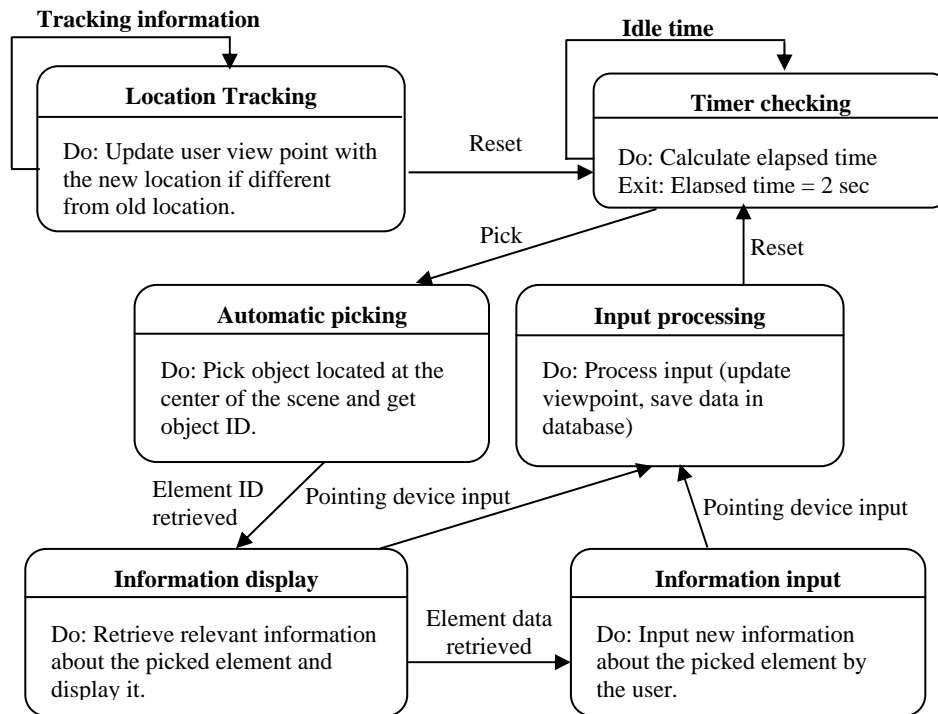 Tracking information
Idle time
Location Tracking
Do: Update user view point with
the new location if different
from old location.
Reset
Timer checking
Do: Calculate elapsed time
Exit: Elapsed time = 2 sec
Pick
Reset
Automatic picking
Do: Pick object located at the
center of the scene and get
object ID.
Input processing
Do: Process input (update
viewpoint, save data in
database)
Element ID
retrieved
Pointing device input
Pointing device input
Information display
Do: Retrieve relevant information
about the picked element and
display it.
Element data
retrieved
Information input
Do: Input new information
about the picked element by
the user.